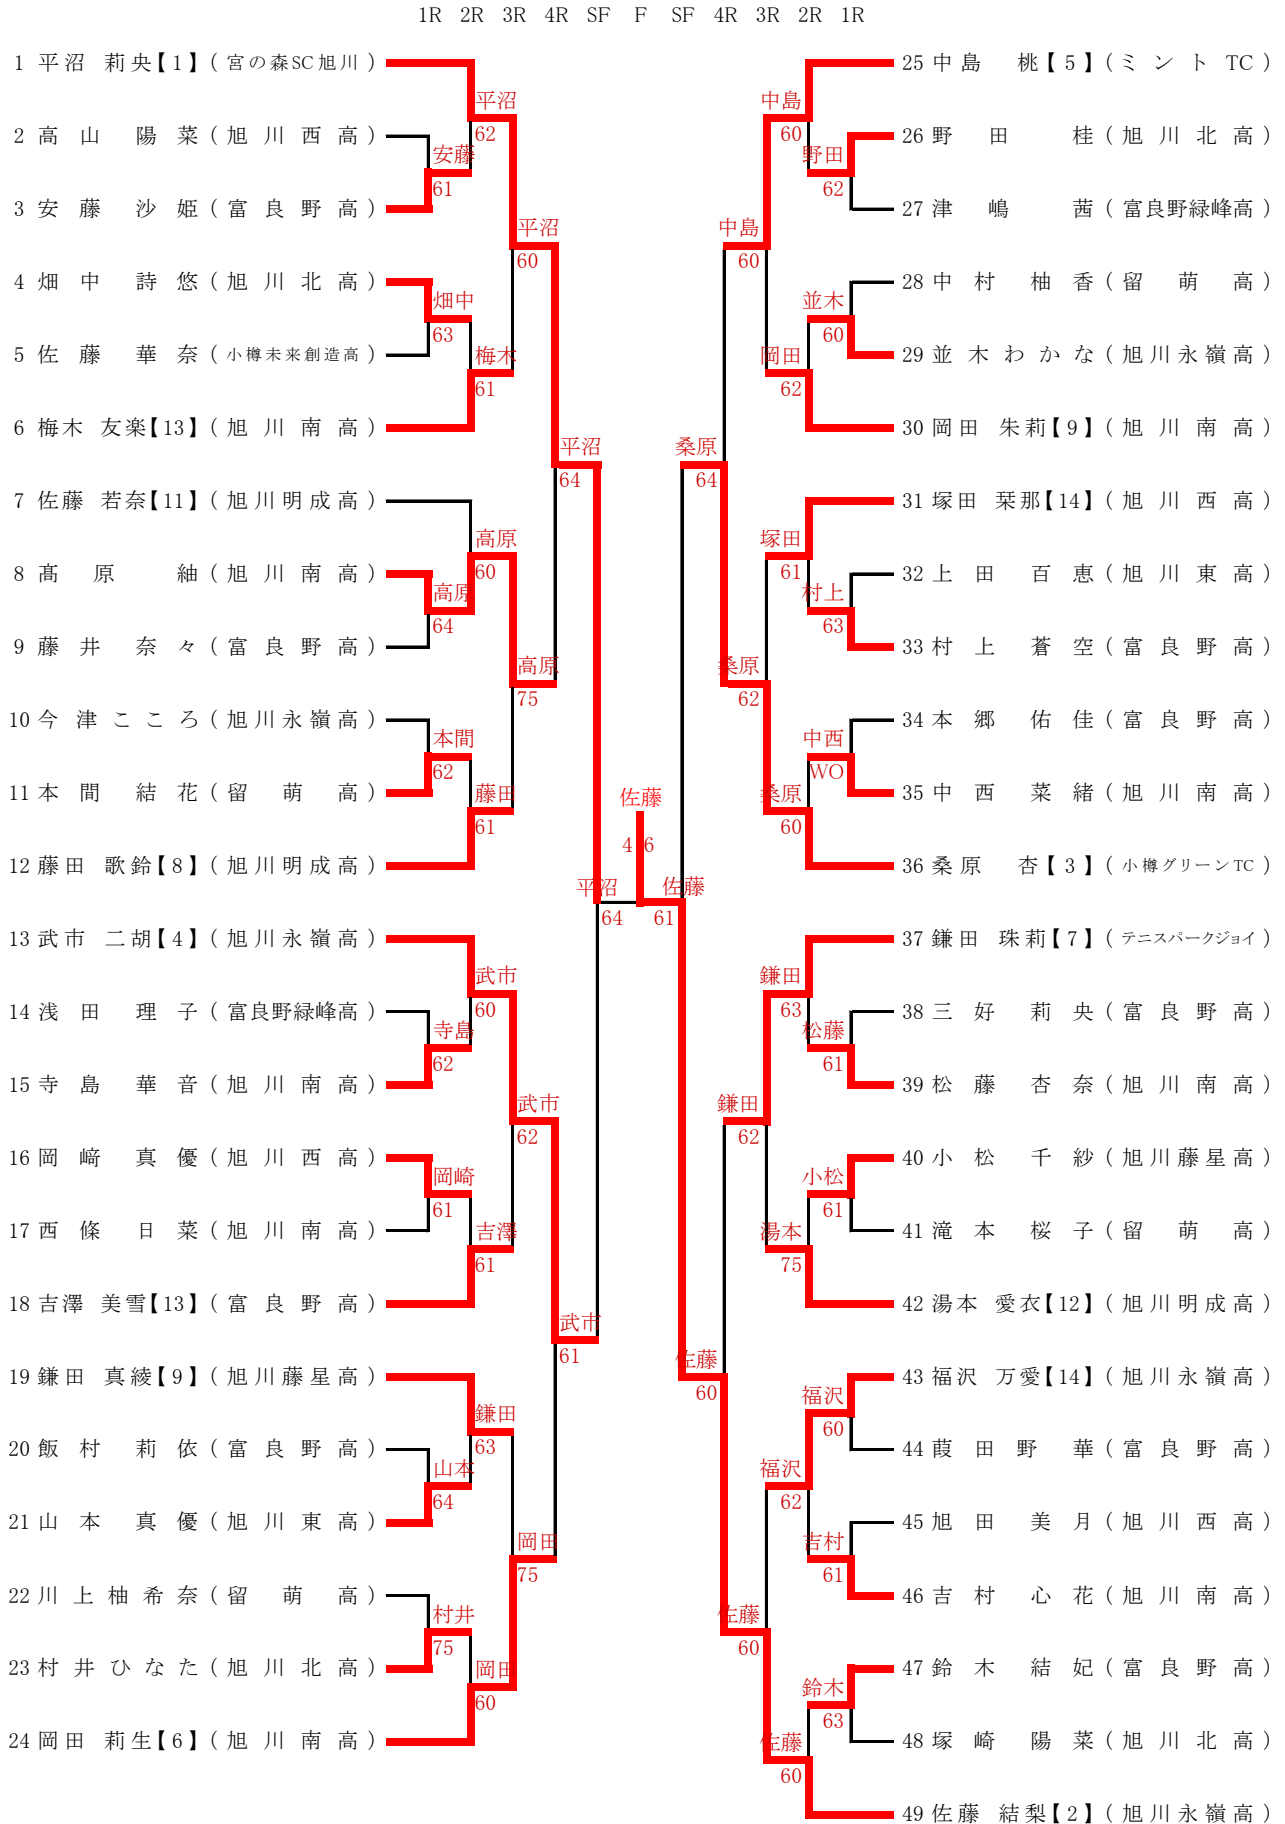 1R 2R 3R 4R SF F SF 4R 3R 2R 1R
1 平沼 莉央【1】(宮の森SC旭川)
2 高山 陽菜(旭川西高)
3 安藤 沙姫(富良野高)
4 畑中 詩悠(旭川北高)
5 佐藤 華奈(小樽未来創造高)
6 梅木 友楽【13】(旭川南高)
7 佐藤 若奈【11】(旭川明成高)
8 髙原 紬(旭川南高)
9 藤井 奈々(富良野高)
10 今津こころ(旭川永嶺高)
11 本間 結花(留萌高)
12 藤田 歌鈴【8】(旭川明成高)
13 武市 二胡【4】(旭川永嶺高)
14 浅田 理子(富良野緑峰高)
15 寺島 華音(旭川南高)
16 岡﨑 真優(旭川西高)
17 西條 日菜(旭川南高)
18 吉澤 美雪【13】(富良野高)
19 鎌田 真綾【9】(旭川藤星高)
20 飯村 莉依(富良野高)
21 山本 真優(旭川東高)
22 川上柚希奈(留萌高)
23 村井ひなた(旭川北高)
24 岡田 莉生【6】(旭川南高)
安藤
61
畑中
63
高原
64
本間
62
寺島
62
岡崎
61
山本
64
村井
75
平沼
62
梅木
61
高原
60
藤田
61
武市
60
吉澤
61
鎌田
63
岡田
60
平沼
60
高原
75
武市
62
岡田
75
平沼
64
武市
61
平沼
64
佐藤
4 6
佐藤
61
桑原
64
佐藤
60
中島
60
桑原
62
鎌田
62
佐藤
60
中島
60
岡田
62
塚田
61
桑原
60
鎌田
63
湯本
75
福沢
62
佐藤
60
野田
62
並木
60
村上
63
中西
WO
松藤
61
小松
61
福沢
60
吉村
61
鈴木
63
25 中島 桃【5】(ミントTC)
26 野田 桂(旭川北高)
27 津嶋 茜(富良野緑峰高)
28 中村 柚香(留萌高)
29 並木わかな(旭川永嶺高)
30 岡田 朱莉【9】(旭川南高)
31 塚田 栞那【14】(旭川西高)
32 上田 百恵(旭川東高)
33 村上 蒼空(富良野高)
34 本郷 佑佳(富良野高)
35 中西 菜緒(旭川南高)
36 桑原 杏【3】(小樽グリーンTC)
37 鎌田 珠莉【7】(テニスパークジョイ)
38 三好 莉央(富良野高)
39 松藤 杏奈(旭川南高)
40 小松 千紗(旭川藤星高)
41 滝本 桜子(留萌高)
42 湯本 愛衣【12】(旭川明成高)
43 福沢 万愛【14】(旭川永嶺高)
44 葭田野 華(富良野高)
45 旭田 美月(旭川西高)
46 吉村 心花(旭川南高)
47 鈴木 結妃(富良野高)
48 塚崎 陽菜(旭川北高)
49 佐藤 結梨【2】(旭川永嶺高)